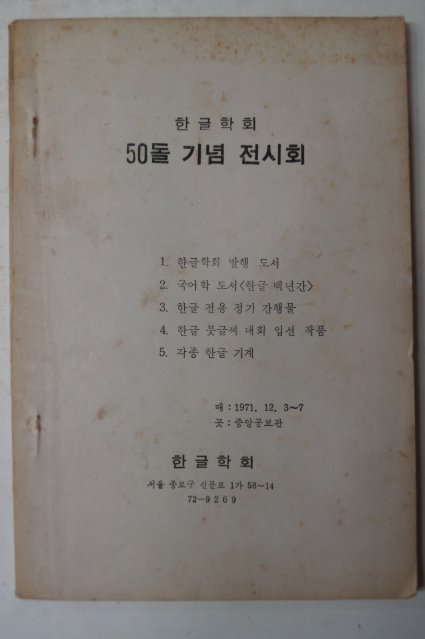 한글학회
50돌 기념 전시회
1. 한글학회 발행 도서
2. 국어학 도서<한글 백년간>
3. 한글 전용 정기 간행물
4. 한글 붓글씨 대회 입선 작품
5. 각종 한글 기계
때 : 1971. 12. 3~7
곳 : 중앙공보관
한글학회
서울 종로구 신문로 1가 58~14
72-9269